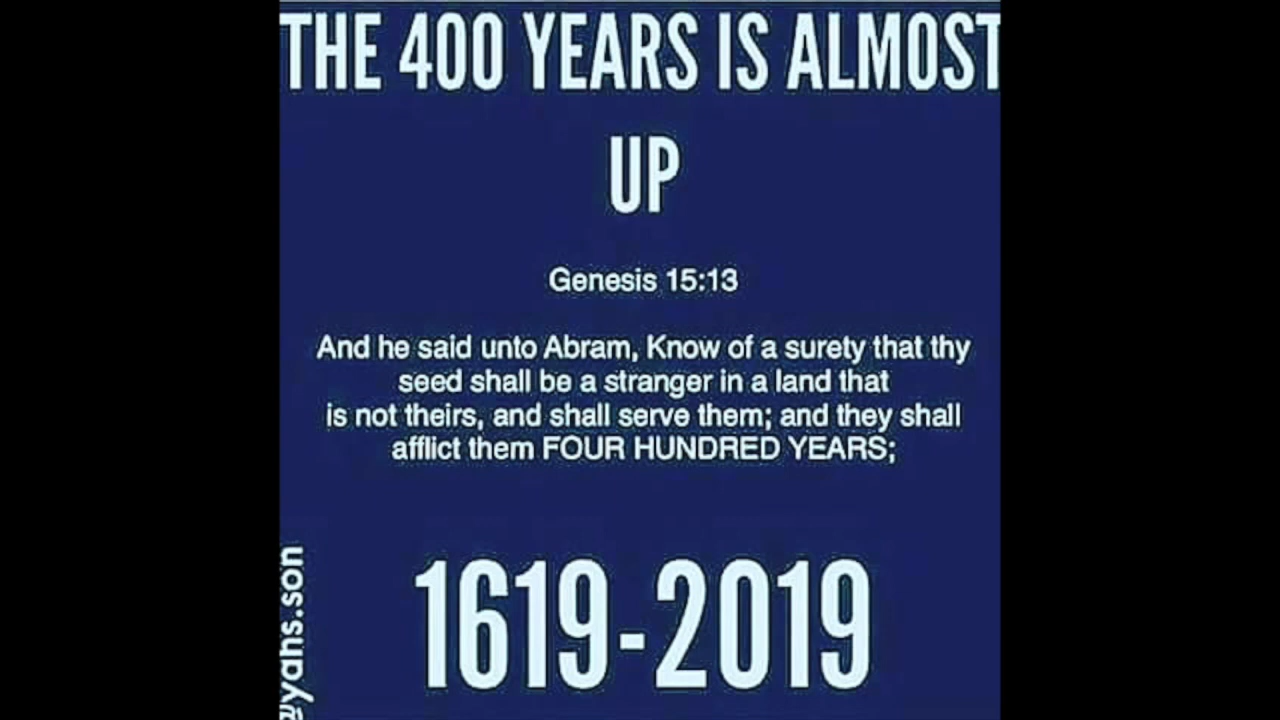 THE 400 YEARS IS ALMOST
UP
Genesis 15:13
And he said unto Abram, Know of a surety that thy
seed shall be a stranger in a land that
is not theirs, and shall serve them; and they shall
afflict them FOUR HUNDRED YEARS;
1619-2019
@yahs.son